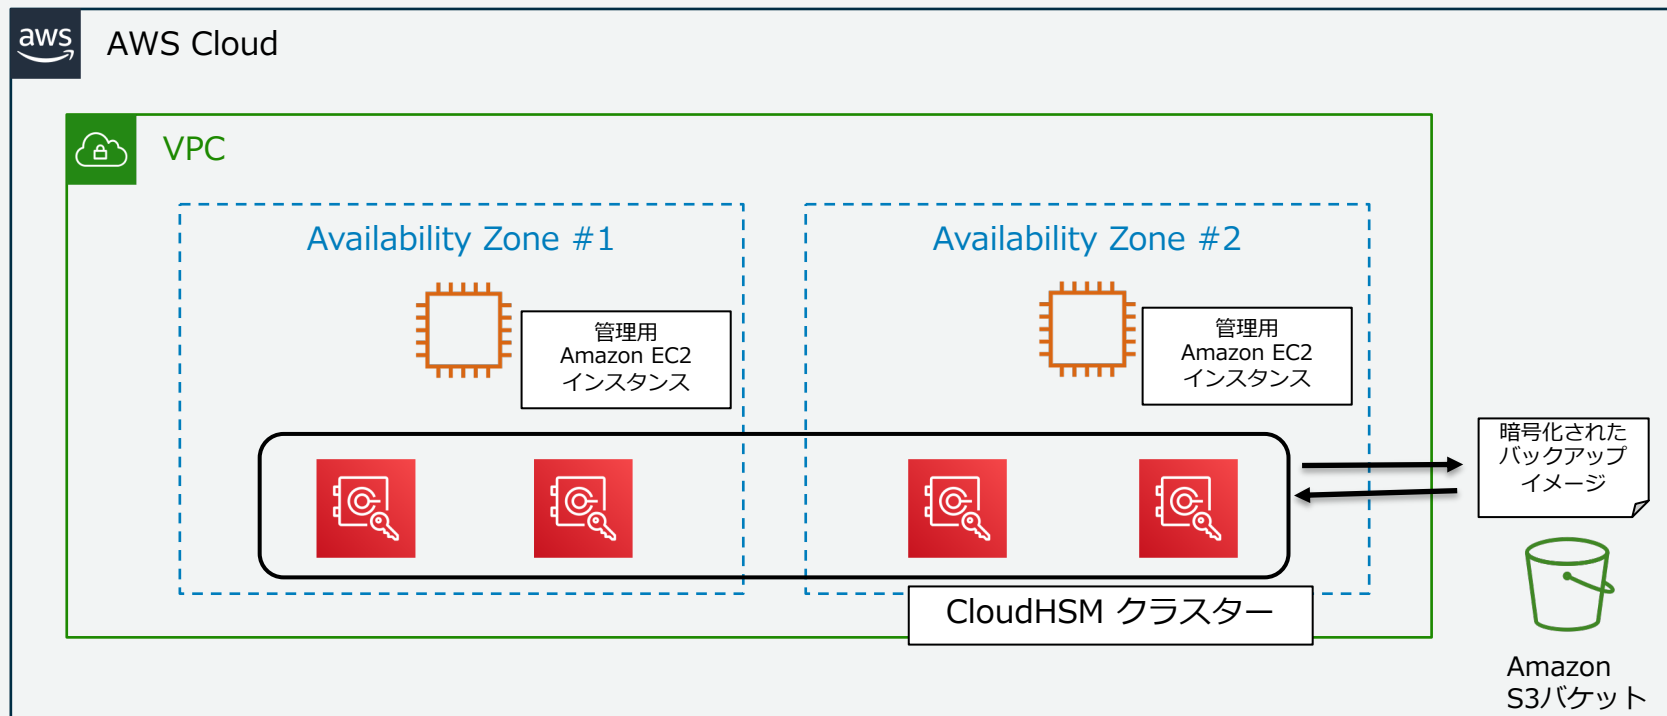 aws
AWS Cloud
VPC
Availability Zone #1
Availability Zone #2
管理用
Amazon EC2
インスタンス
管理用
Amazon EC2
インスタンス
暗号化された
バックアップ
イメージ
CloudHSM クラスター
Amazon
S3バケット